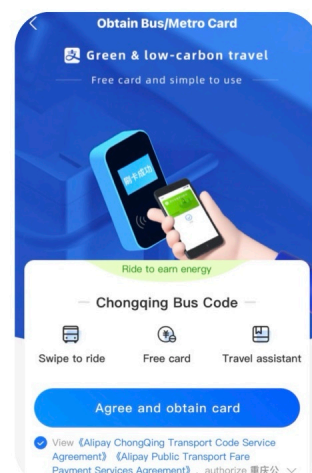 Obtain Bus/Metro Card
Green & low-carbon travel
Free card and simple to use
刷卡成功
Ride to earn energy
Chongqing Bus Code
Swipe to ride
Free card
Travel assistant
Agree and obtain card
View《Alipay ChongQing Transport Code Service
Agreement》《Alipay Public Transport Fare
Payment Services Agreement》, authorize 重庆公